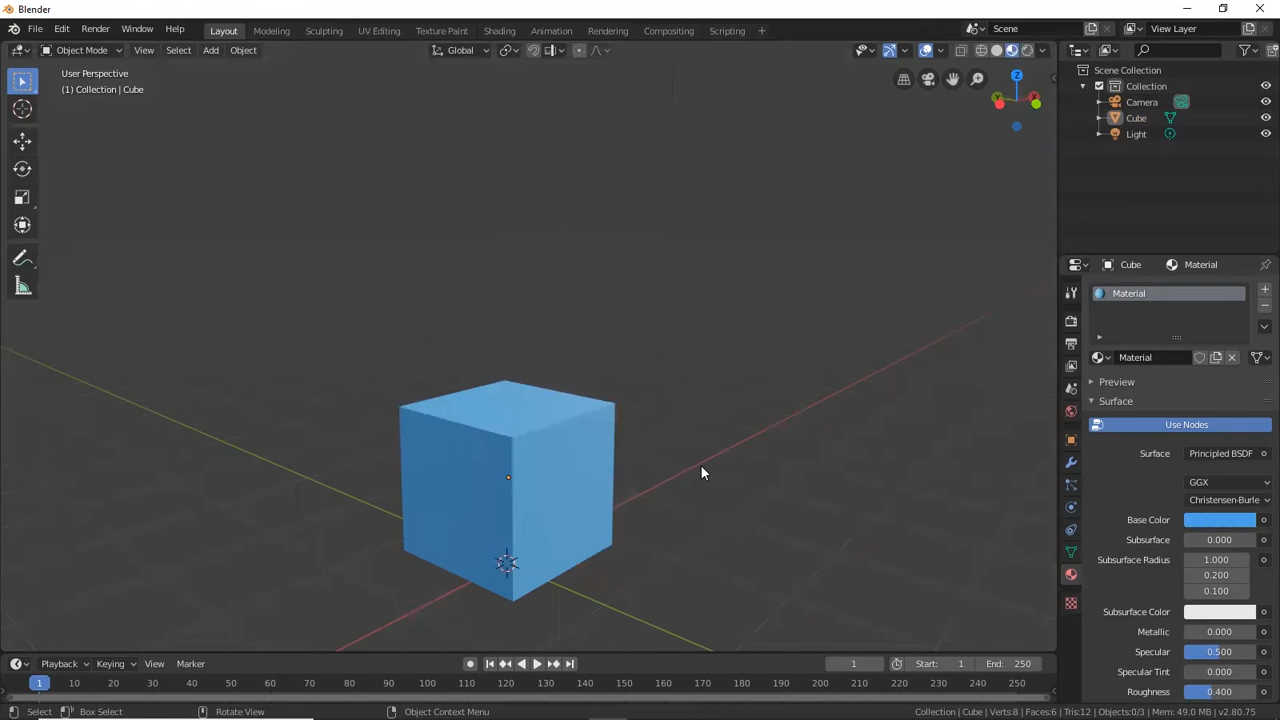 Blender
File Edit Render Window Help
Layout Modeling Sculpting UV Editing Texture Paint Shading Animation Rendering Compositing Scripting +
Scene
View Layer
Object Mode View Select Add Object
Global
User Perspective
(1) Collection | Cube
Z
Y
X
Scene Collection
Collection
Camera
Cube
Light
Cube Material
Material
Material
Preview
Surface
Use Nodes
Surface Principled BSDF
GGX
Christensen-Burle
Base Color
Subsurface 0.000
Subsurface Radius 1.000
0.200
0.100
Subsurface Color
Metallic 0.000
Specular 0.500
Specular Tint 0.000
Roughness 0.400
Playback Keying View Marker
1 Start: 1 End: 250
1 10 20 30 40 50 60 70 80 90 100 110 120 130 140 150 160 170 180 190 200 210 220 230 240 250
Select Box Select Rotate View Object Context Menu
Collection | Cube | Verts:8 | Faces:6 | Tris:12 | Objects:0/3 | Mem: 49.0 MB | v2.80.75